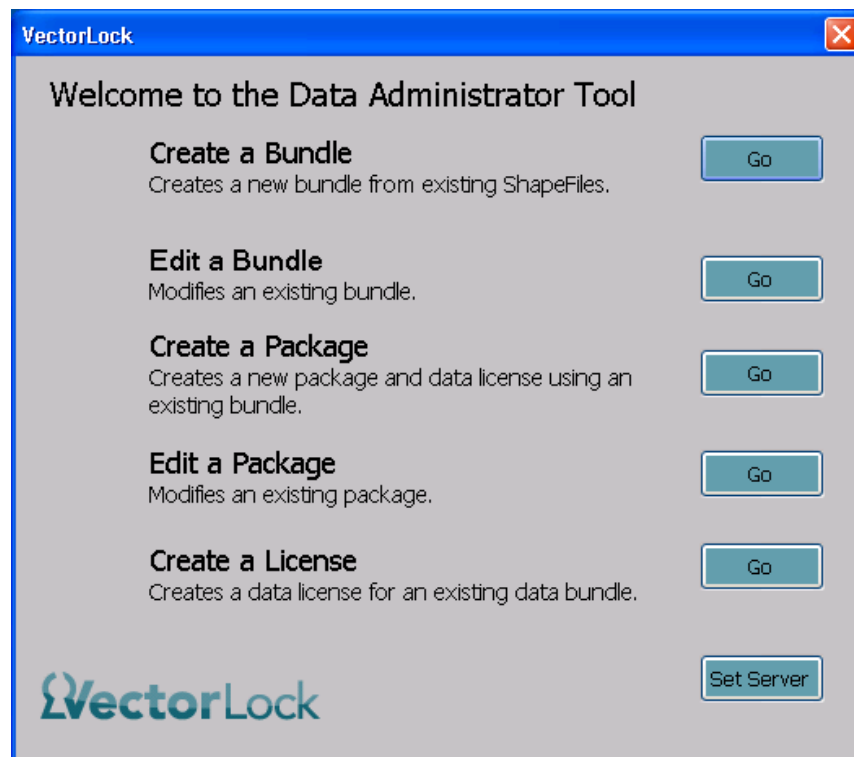 VectorLock
Welcome to the Data Administrator Tool
Create a Bundle
Creates a new bundle from existing ShapeFiles.
Go
Edit a Bundle
Modifies an existing bundle.
Go
Create a Package
Creates a new package and data license using an
existing bundle.
Go
Edit a Package
Modifies an existing package.
Go
Create a License
Creates a data license for an existing data bundle.
Go
Set Server
VectorLock